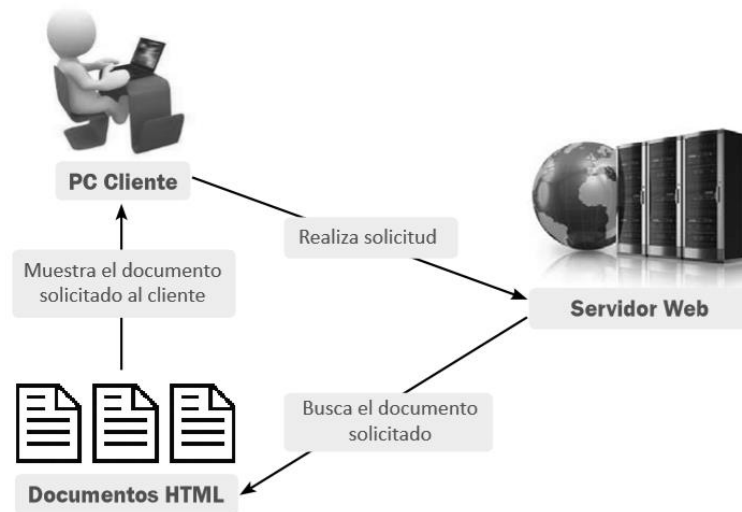 PC Cliente
Realiza solicitud
Muestra el documento
solicitado al cliente
Servidor Web
Busca el documento
solicitado
Documentos HTML